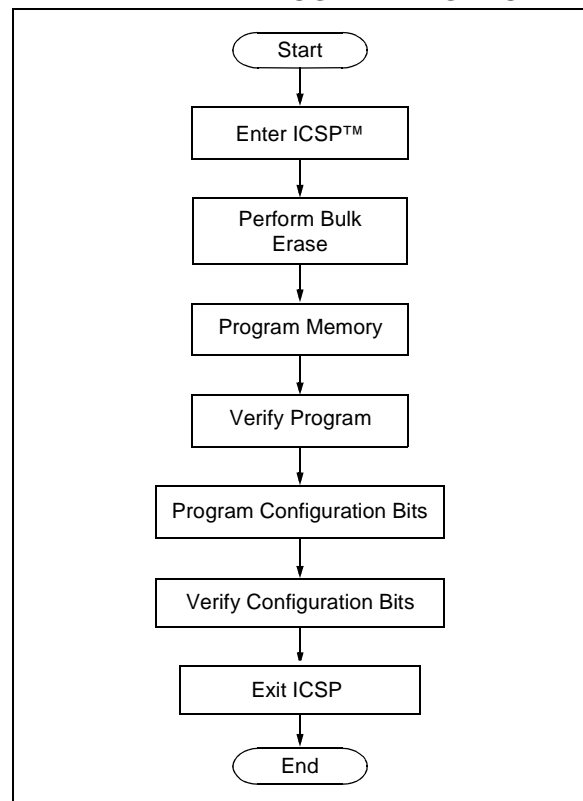 Start
Enter ICSP™
Perform Bulk
Erase
Program Memory
Verify Program
Program Configuration Bits
Verify Configuration Bits
Exit ICSP
End